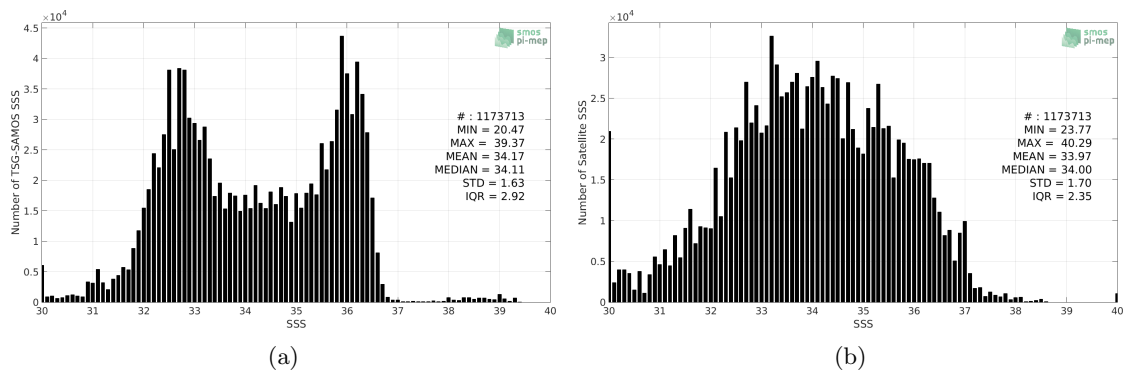 ×10⁴
4.5
4
3.5
3
2.5
2
1.5
1
0.5
0
Number of TSG-SAMOS SSS
30 31 32 33 34 35 36 37 38 39 40
SSS
smos
pi-mep
# : 1173713
MIN = 20.47
MAX = 39.37
MEAN = 34.17
MEDIAN = 34.11
STD = 1.63
IQR = 2.92
(a)
×10⁴
3
2.5
2
1.5
1
0.5
0
Number of Satellite SSS
30 31 32 33 34 35 36 37 38 39 40
SSS
smos
pi-mep
# : 1173713
MIN = 23.77
MAX = 40.29
MEAN = 33.97
MEDIAN = 34.00
STD = 1.70
IQR = 2.35
(b)